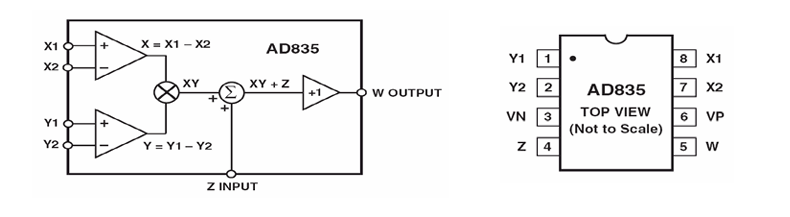 X1
+
X = X1 – X2
AD835
X2
–
XY
XY + Z
Σ
+
+
+1
W OUTPUT
Y1
+
Y2
–
Y = Y1 – Y2
Z INPUT
Y1 1
8 X1
Y2 2
AD835
7 X2
VN 3
TOP VIEW
6 VP
(Not to Scale)
Z 4
5 W